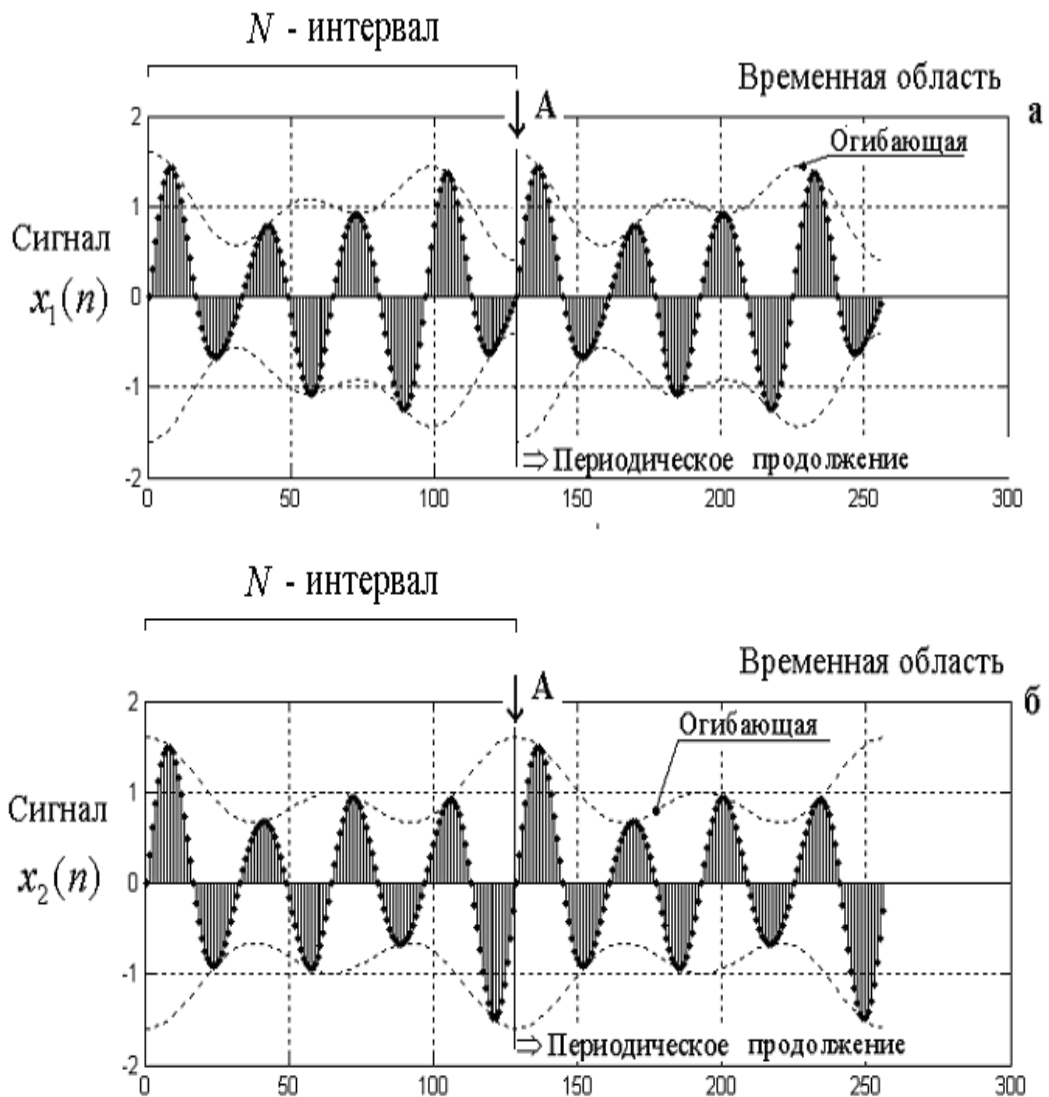 N - интервал
Временная область
а
А
Огибающая
2
1
0
-1
-2
Сигнал
x₁(n)
⇒ Периодическое продолжение
0 50 100 150 200 250 300
N - интервал
Временная область
б
А
Огибающая
2
1
0
-1
-2
Сигнал
x₂(n)
⇒ Периодическое продолжение
0 50 100 150 200 250 300